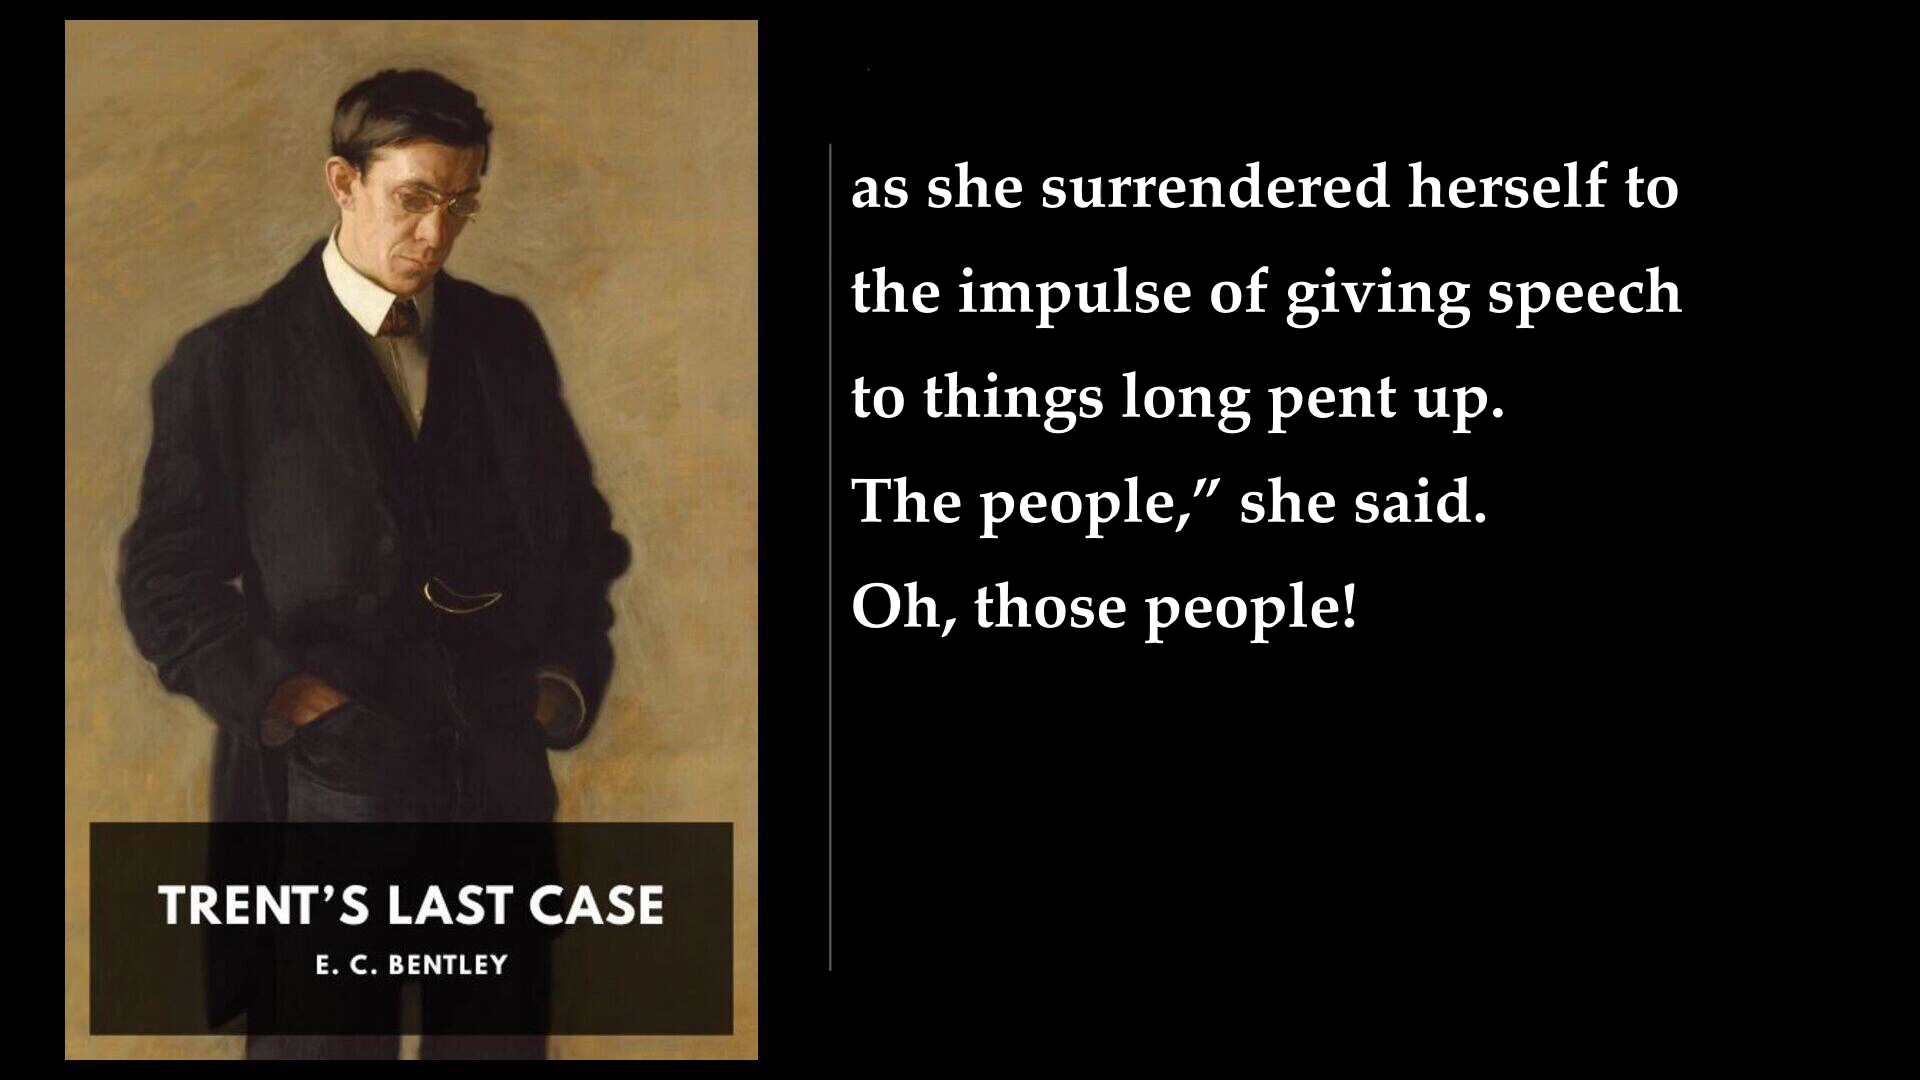 TRENT’S LAST CASE
E. C. BENTLEY
as she surrendered herself to
the impulse of giving speech
to things long pent up.
The people,” she said.
Oh, those people!